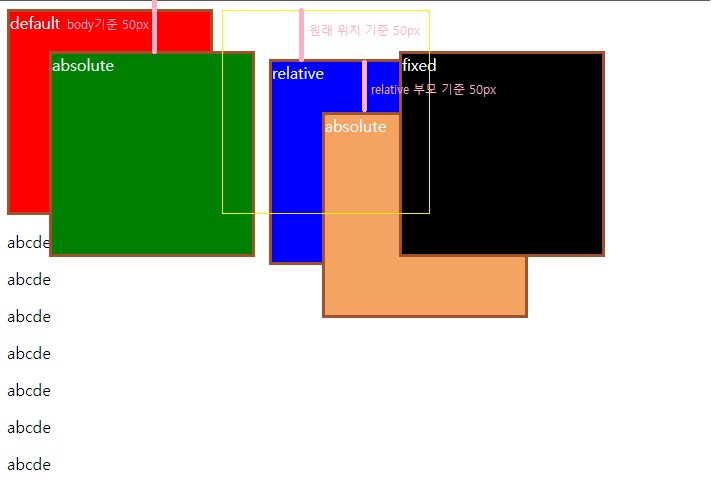 default body기준 50px
원래 위치 기준 50px
absolute
relative
fixed
relative 부모 기준 50px
absolute
abcde
abcde
abcde
abcde
abcde
abcde
abcde